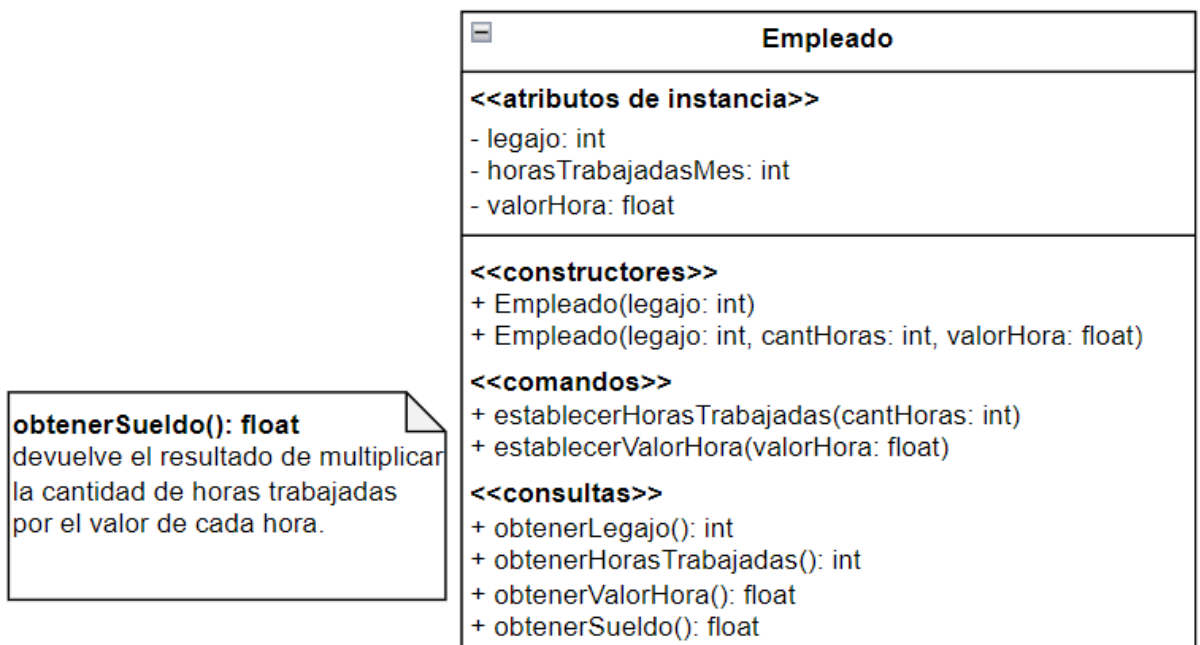 Empleado
<<atributos de instancia>>
- legajo: int
- horasTrabajadasMes: int
- valorHora: float
<<constructores>>
+ Empleado(legajo: int)
+ Empleado(legajo: int, cantHoras: int, valorHora: float)
<<comandos>>
+ establecerHorasTrabajadas(cantHoras: int)
+ establecerValorHora(valorHora: float)
<<consultas>>
+ obtenerLegajo(): int
+ obtenerHorasTrabajadas(): int
+ obtenerValorHora(): float
+ obtenerSueldo(): float
obtenerSueldo(): float
devuelve el resultado de multiplicar
la cantidad de horas trabajadas
por el valor de cada hora.